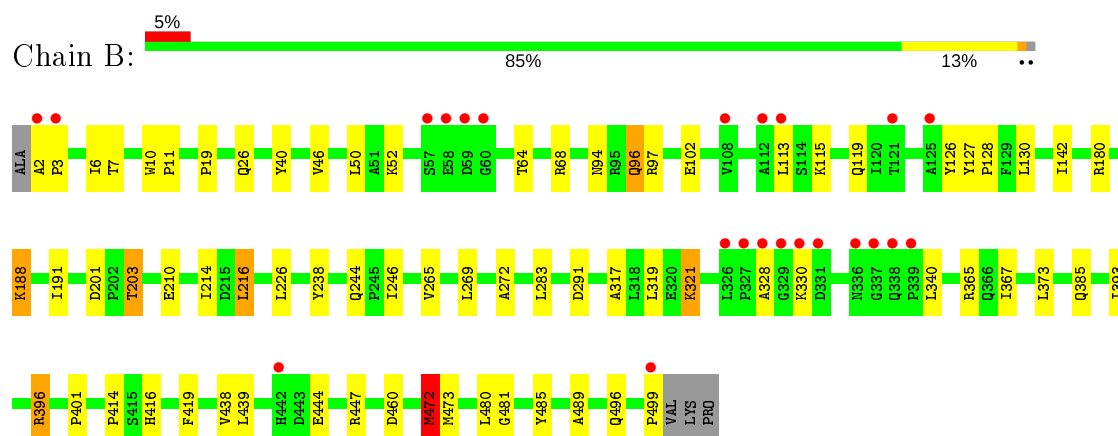 5%
Chain B:
85%
13%
ALA A2 P3 I6 T7 W10 P11 P19 Q26 Y40 V46 L50 A51 K52 S57 E58 D59 G60 T64 R68 N94 R95 Q96 R97 E102 V108 A112 L113 S114 K115 Q119 I120 T121 A125 Y126 Y127 P128 F129 L130 I142 R180
K188 I191 D201 P202 T203 E210 I214 D215 L216 L226 Y238 Q244 P245 I246 V265 L269 A272 L283 D291 A317 L318 L319 E320 K321 L326 P327 A328 G329 K330 D331 N336 G337 Q338 P339 L340 R365 Q366 I367 L373 Q385
R396 P401 P414 S415 H416 F419 V438 L439 H442 D443 E444 R447 D460 M472 M473 L480 G481 Y485 A489 Q496 P499 VAL LYS PRO